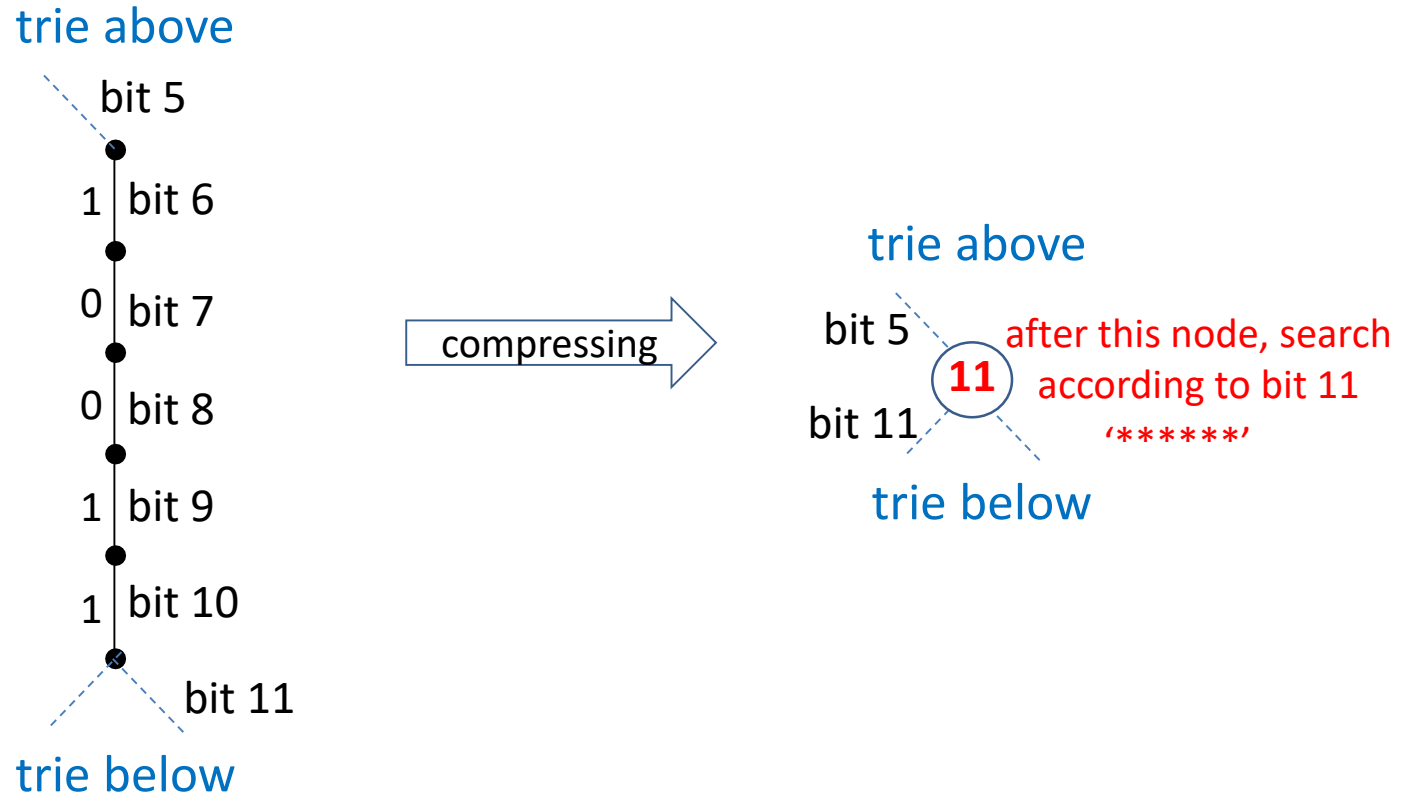 trie above
bit 5
1 bit 6
0 bit 7
0 bit 8
1 bit 9
1 bit 10
bit 11
trie below
compressing
trie above
bit 5
11
after this node, search
according to bit 11
‘******’
bit 11
trie below